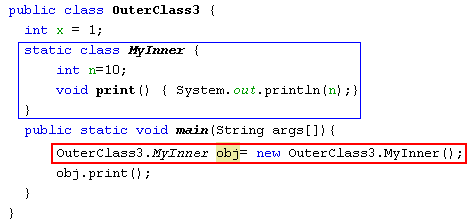 public class OuterClass3 {
int x = 1;
static class MyInner {
int n=10;
void print() { System.out.println(n);}
}
public static void main(String args[]){
OuterClass3.MyInner obj= new OuterClass3.MyInner();
obj.print();
}
}